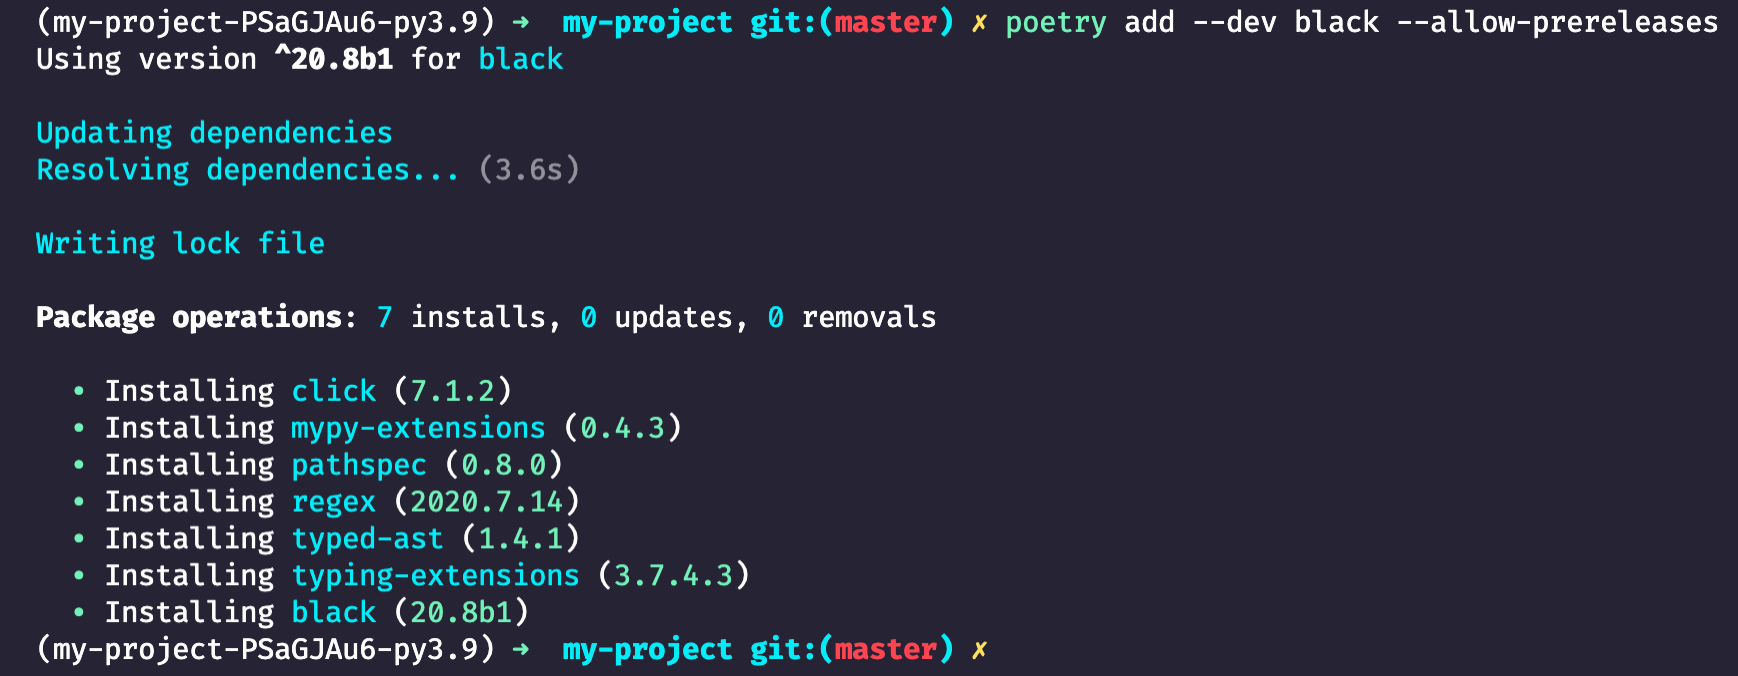 (my-project-PSaGJAu6-py3.9) → my-project git:(master) ✗ poetry add --dev black --allow-prereleases
Using version ^20.8b1 for black
Updating dependencies
Resolving dependencies... (3.6s)
Writing lock file
Package operations: 7 installs, 0 updates, 0 removals
• Installing click (7.1.2)
• Installing mypy-extensions (0.4.3)
• Installing pathspec (0.8.0)
• Installing regex (2020.7.14)
• Installing typed-ast (1.4.1)
• Installing typing-extensions (3.7.4.3)
• Installing black (20.8b1)
(my-project-PSaGJAu6-py3.9) → my-project git:(master) ✗